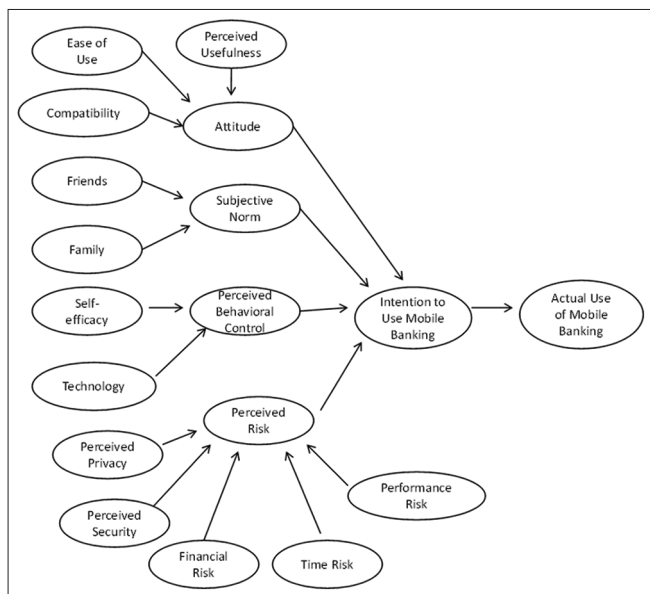 Ease of
Use
Perceived
Usefulness
Compatibility
Attitude
Friends
Subjective
Norm
Family
Self-
efficacy
Perceived
Behavioral
Control
Intention to
Use Mobile
Banking
Actual Use
of Mobile
Banking
Technology
Perceived
Risk
Perceived
Privacy
Performance
Risk
Perceived
Security
Financial
Risk
Time Risk